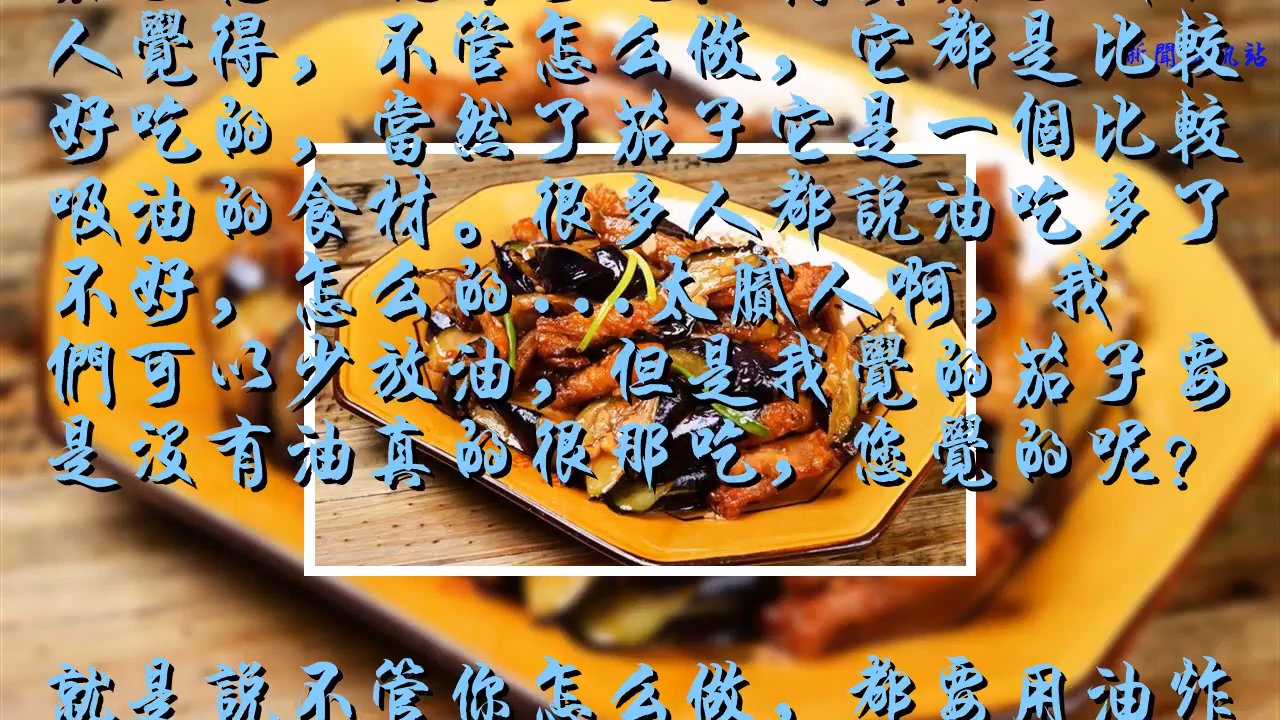 人覺得，不管怎么做，它都是比較
好吃的，當然了茄子它是一個比較
吸油的食材。很多人都説油吃多了
不好，怎么的...太膩人啊，我
們可以少放油，但是我覺的茄子要
是没有油真的很那吃，您覺的呢?
就是説不管你怎么做，都要用油炸